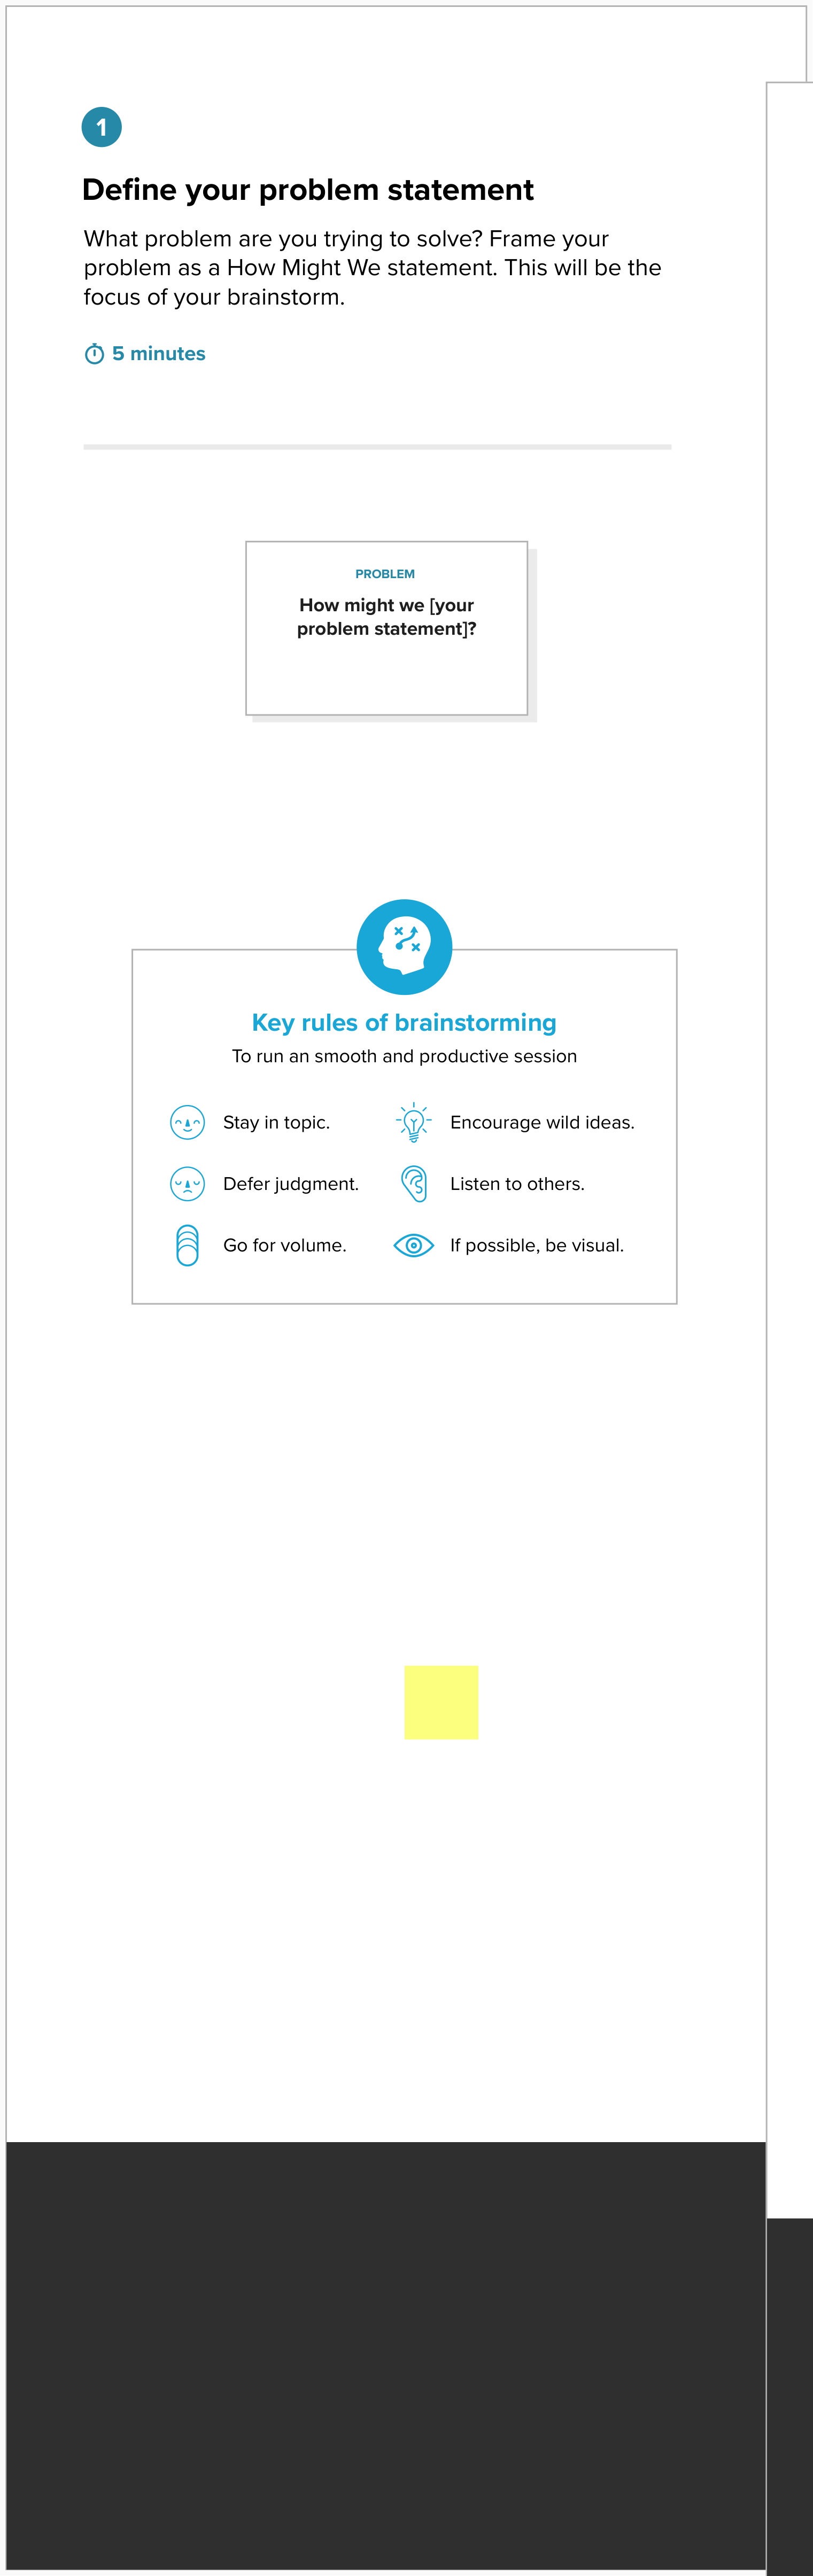 1
Define your problem statement
What problem are you trying to solve? Frame your
problem as a How Might We statement. This will be the
focus of your brainstorm.
5 minutes
PROBLEM
How might we [your
problem statement]?
Key rules of brainstorming
To run an smooth and productive session
Stay in topic.
Encourage wild ideas.
Defer judgment.
Listen to others.
Go for volume.
If possible, be visual.